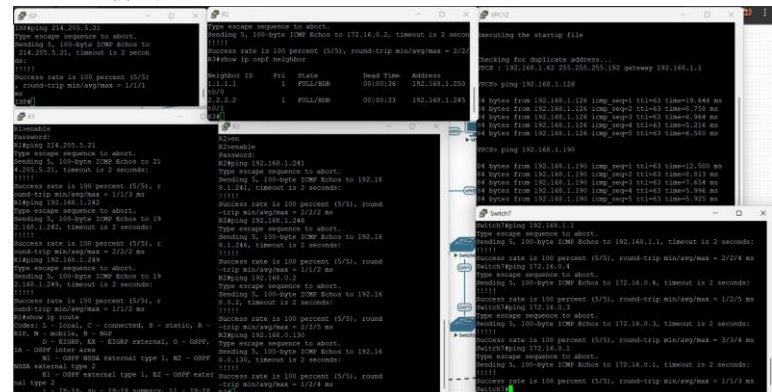 ISP
ISP#ping 214.205.5.21
Type escape sequence to abort.
Sending 5, 100-byte ICMP Echos to
214.205.5.21, timeout is 2 secon
ds:
!!!!!
Success rate is 100 percent (5/5)
, round-trip min/avg/max = 1/1/1
ms
ISP#
R3
Type escape sequence to abort.
Sending 5, 100-byte ICMP Echos to 172.16.0.2, timeout is 2 secon
!!!!!
Success rate is 100 percent (5/5), round-trip min/avg/max = 2/2/
R3#show ip ospf neighbor
Neighbor ID Pri State Dead Time Address
1.1.1.1 1 FULL/BDR 00:00:36 192.168.1.250
t0/0
2.2.2.2 1 FULL/BDR 00:00:33 192.168.1.245
t0/1
R3#
VPC12
Executing the startup file
Checking for duplicate address...
VPCS : 192.168.1.62 255.255.255.192 gateway 192.168.1.1
VPCS> ping 192.168.1.126
84 bytes from 192.168.1.126 icmp_seq=1 ttl=63 time=19.646 ms
84 bytes from 192.168.1.126 icmp_seq=2 ttl=63 time=8.758 ms
84 bytes from 192.168.1.126 icmp_seq=3 ttl=63 time=6.964 ms
84 bytes from 192.168.1.126 icmp_seq=4 ttl=63 time=5.216 ms
84 bytes from 192.168.1.126 icmp_seq=5 ttl=63 time=6.500 ms
VPCS> ping 192.168.1.190
84 bytes from 192.168.1.190 icmp_seq=1 ttl=63 time=12.500 ms
84 bytes from 192.168.1.190 icmp_seq=2 ttl=63 time=8.813 ms
84 bytes from 192.168.1.190 icmp_seq=3 ttl=63 time=7.654 ms
84 bytes from 192.168.1.190 icmp_seq=4 ttl=63 time=5.996 ms
84 bytes from 192.168.1.190 icmp_seq=5 ttl=63 time=5.925 ms
R1
R1>enable
Password:
R1#ping 214.205.5.21
Type escape sequence to abort.
Sending 5, 100-byte ICMP Echos to 21
4.205.5.21, timeout is 2 seconds:
!!!!!
Success rate is 100 percent (5/5), r
ound-trip min/avg/max = 1/1/3 ms
R1#ping 192.168.1.242
Type escape sequence to abort.
Sending 5, 100-byte ICMP Echos to 19
2.168.1.242, timeout is 2 seconds:
!!!!!
Success rate is 100 percent (5/5), r
ound-trip min/avg/max = 2/2/2 ms
R1#ping 192.168.1.249
Type escape sequence to abort.
Sending 5, 100-byte ICMP Echos to 19
2.168.1.249, timeout is 2 seconds:
!!!!!
Success rate is 100 percent (5/5), r
ound-trip min/avg/max = 1/1/2 ms
R1#show ip route
Codes: L - local, C - connected, S - static, R -
RIP, M - mobile, B - BGP
D - EIGRP, EX - EIGRP external, O - OSPF,
IA - OSPF inter area
N1 - OSPF NSSA external type 1, N2 - OSPF
NSSA external type 2
E1 - OSPF external type 1, E2 - OSPF exter
nal type 2
R2
R2>en
R2>enable
Password:
R2#ping 192.168.1.241
Type escape sequence to abort.
Sending 5, 100-byte ICMP Echos to 192.16
8.1.241, timeout is 2 seconds:
!!!!!
Success rate is 100 percent (5/5), round
-trip min/avg/max = 2/2/2 ms
R2#ping 192.168.1.246
Type escape sequence to abort.
Sending 5, 100-byte ICMP Echos to 192.16
8.1.246, timeout is 2 seconds:
!!!!!
Success rate is 100 percent (5/5), round
-trip min/avg/max = 1/1/2 ms
R2#ping 192.168.0.2
Type escape sequence to abort.
Sending 5, 100-byte ICMP Echos to 192.16
8.0.2, timeout is 2 seconds:
!!!!!
Success rate is 100 percent (5/5), round
-trip min/avg/max = 2/2/5 ms
R2#ping 192.168.0.130
Type escape sequence to abort.
Sending 5, 100-byte ICMP Echos to 192.16
8.0.130, timeout is 2 seconds:
!!!!!
Success rate is 100 percent (5/5), round
-trip min/avg/max = 1/2/4 ms
Switch7
Switch7#ping 192.168.1.1
Type escape sequence to abort.
Sending 5, 100-byte ICMP Echos to 192.168.1.1, timeout is 2 seconds:
!!!!!
Success rate is 100 percent (5/5), round-trip min/avg/max = 2/2/4 ms
Switch7#ping 172.16.0.4
Type escape sequence to abort.
Sending 5, 100-byte ICMP Echos to 172.16.0.4, timeout is 2 seconds:
!!!!!
Success rate is 100 percent (5/5), round-trip min/avg/max = 1/2/5 ms
Switch7#ping 172.16.0.3
Type escape sequence to abort.
Sending 5, 100-byte ICMP Echos to 172.16.0.3, timeout is 2 seconds:
!!!!!
Success rate is 100 percent (5/5), round-trip min/avg/max = 3/3/4 ms
Switch7#ping 172.16.0.1
Type escape sequence to abort.
Sending 5, 100-byte ICMP Echos to 172.16.0.1, timeout is 2 seconds:
!!!!!
Success rate is 100 percent (5/5), round-trip min/avg/max = 1/1/3 ms
Switch7#